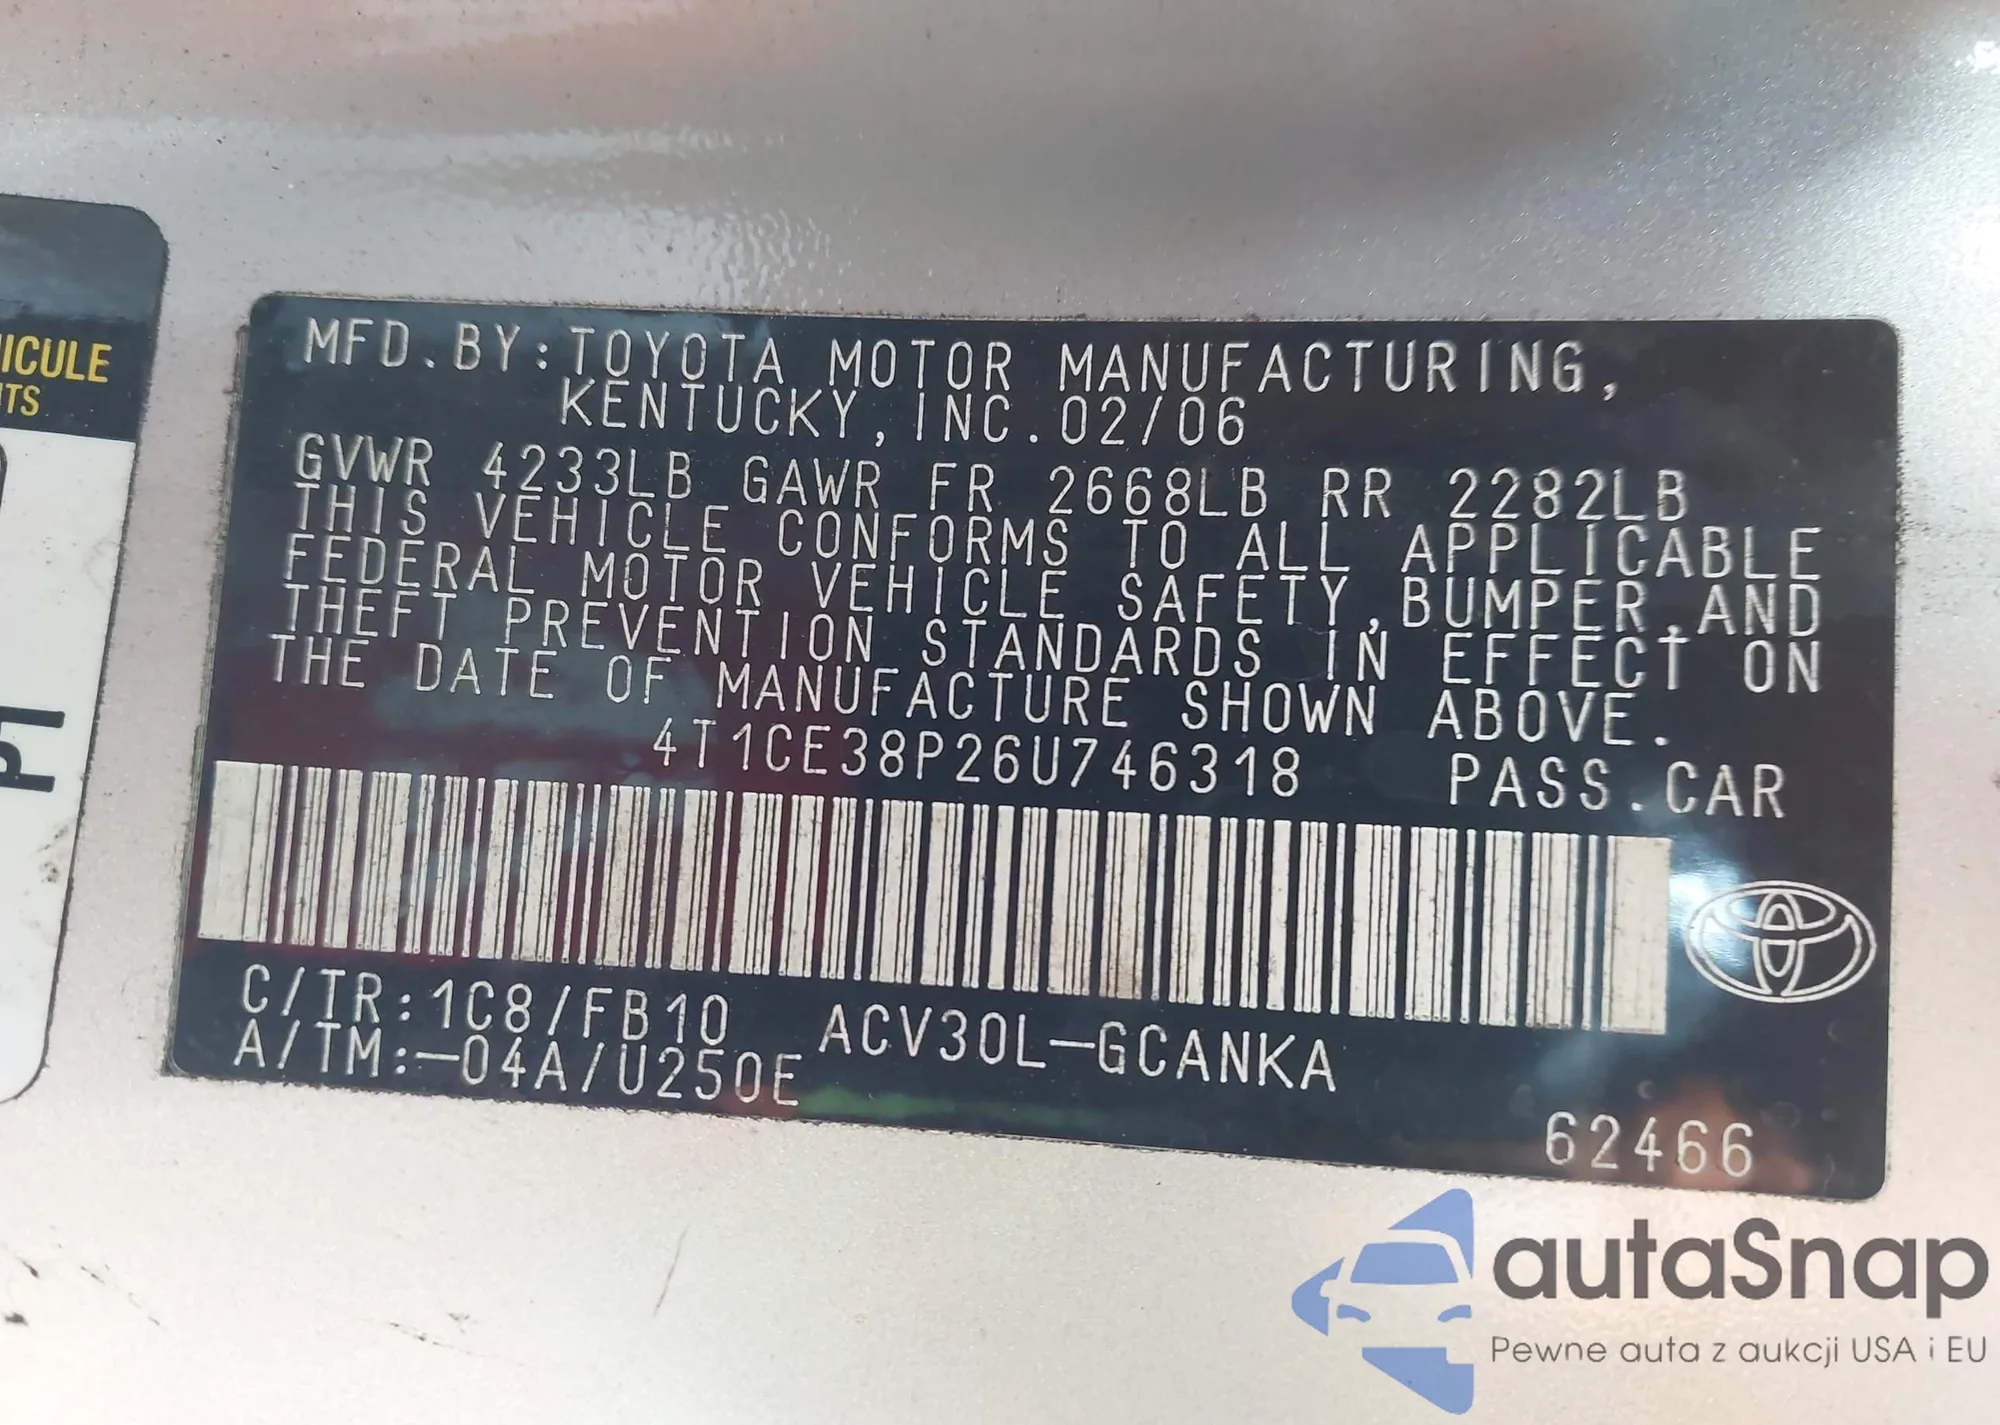 ICULE
TS
MFD.BY:TOYOTA MOTOR MANUFACTURING,
KENTUCKY,INC.02/06
GVWR 4233LB GAWR FR 2668LB RR 2282LB
THIS VEHICLE CONFORMS TO ALL APPLICABLE
FEDERAL MOTOR VEHICLE SAFETY,BUMPER,AND
THEFT PREVENTION STANDARDS IN EFFECT ON
THE DATE OF MANUFACTURE SHOWN ABOVE.
4T1CE38P26U746318 PASS.CAR
C/TR:1C8/FB10 ACV30L-GCANKA
A/TM:-04A/U250E
62466
autaSnap
Pewne auta z aukcji USA i EU